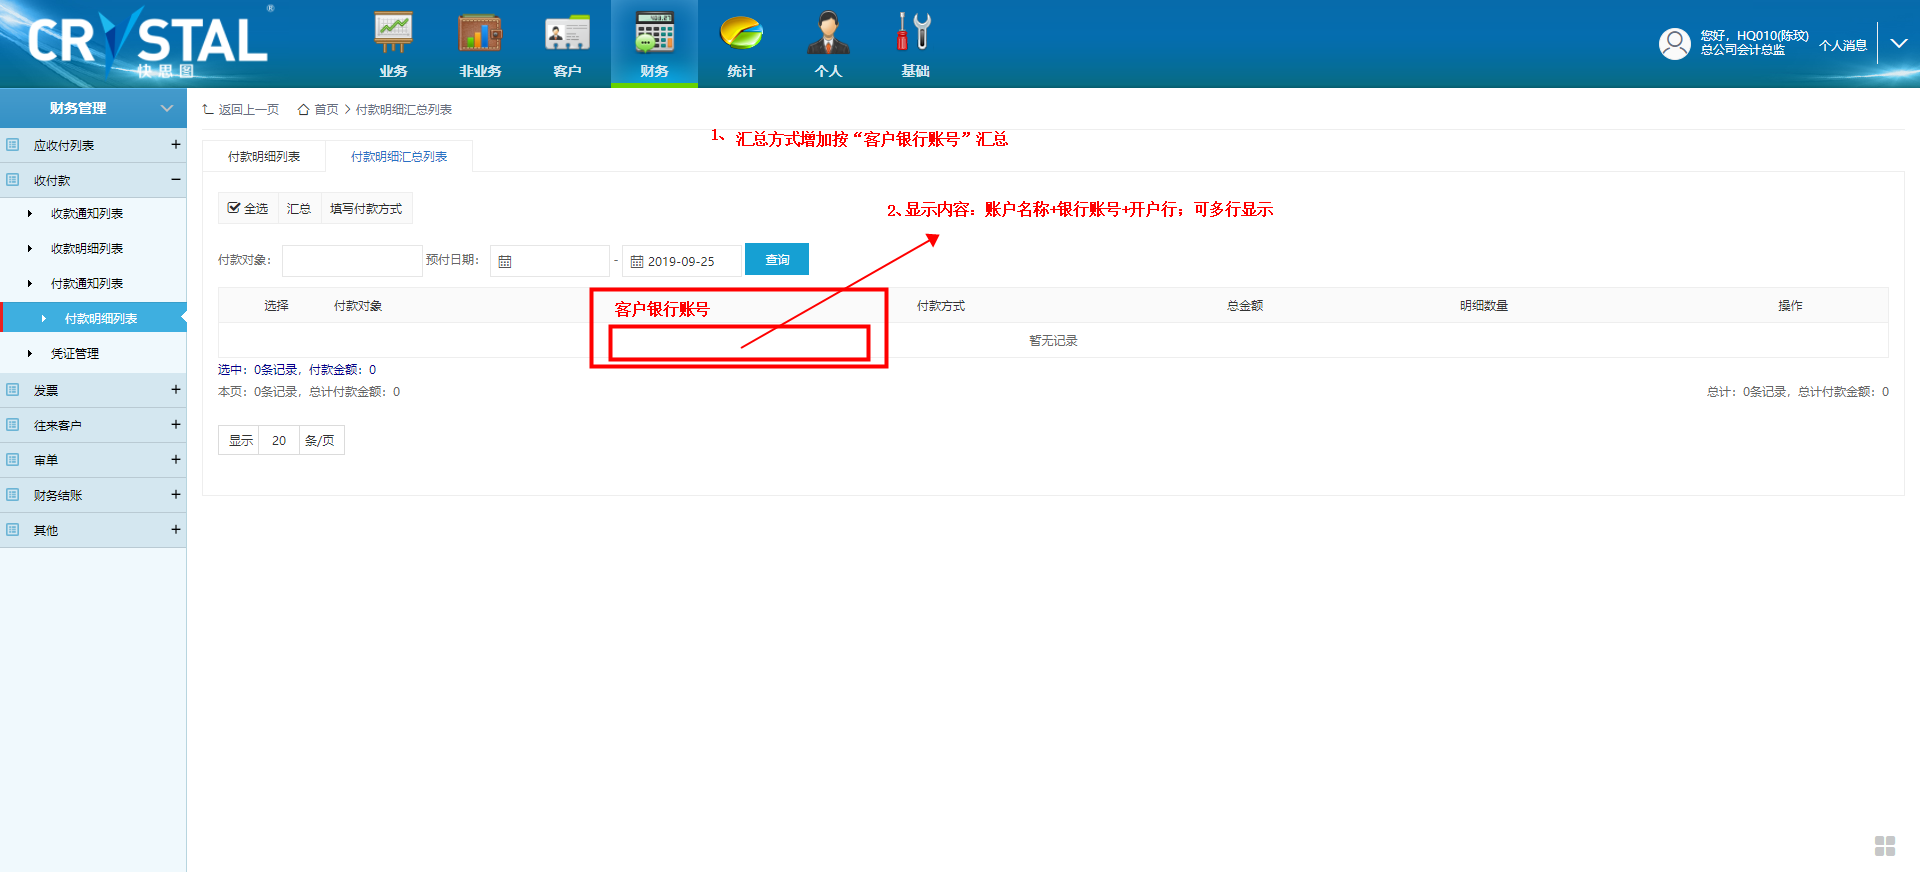 CRYSTAL®
快思图
业务
非业务
客户
财务
统计
个人
基础
您好，HQ010(陈玟)
总公司会计总监
个人消息
财务管理
应收付列表
收付款
收款通知列表
收款明细列表
付款通知列表
付款明细列表
凭证管理
发票
往来客户
审单
财务结账
其他
返回上一页 首页 > 付款明细汇总列表
1、 汇总方式增加按“客户银行账号”汇总
付款明细列表 付款明细汇总列表
全选 汇总 填写付款方式
2、显示内容：账户名称+银行账号+开户行；可多行显示
付款对象： 预付日期： - 2019-09-25 查询
选择 付款对象 客户银行账号 付款方式 总金额 明细数量 操作
暂无记录
选中：0条记录，付款金额：0
本页：0条记录，总计付款金额：0
总计：0条记录，总计付款金额：0
显示 20 条/页